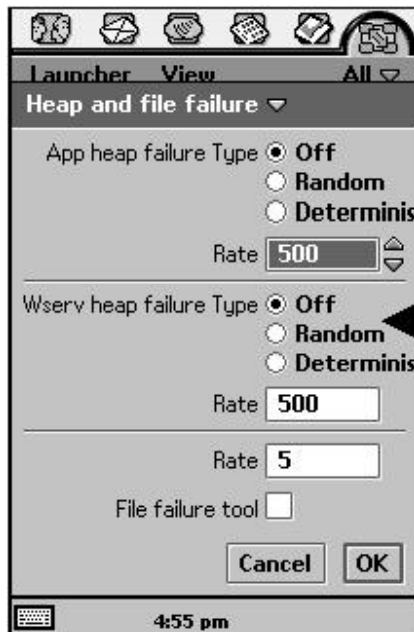 Launcher View All
Heap and file failure
App heap failure Type Off
Random
Determinis
Rate 500
Wserv heap failure Type Off
Random
Determinis
Rate 500
Rate 5
File failure tool
Cancel OK
4:55 pm